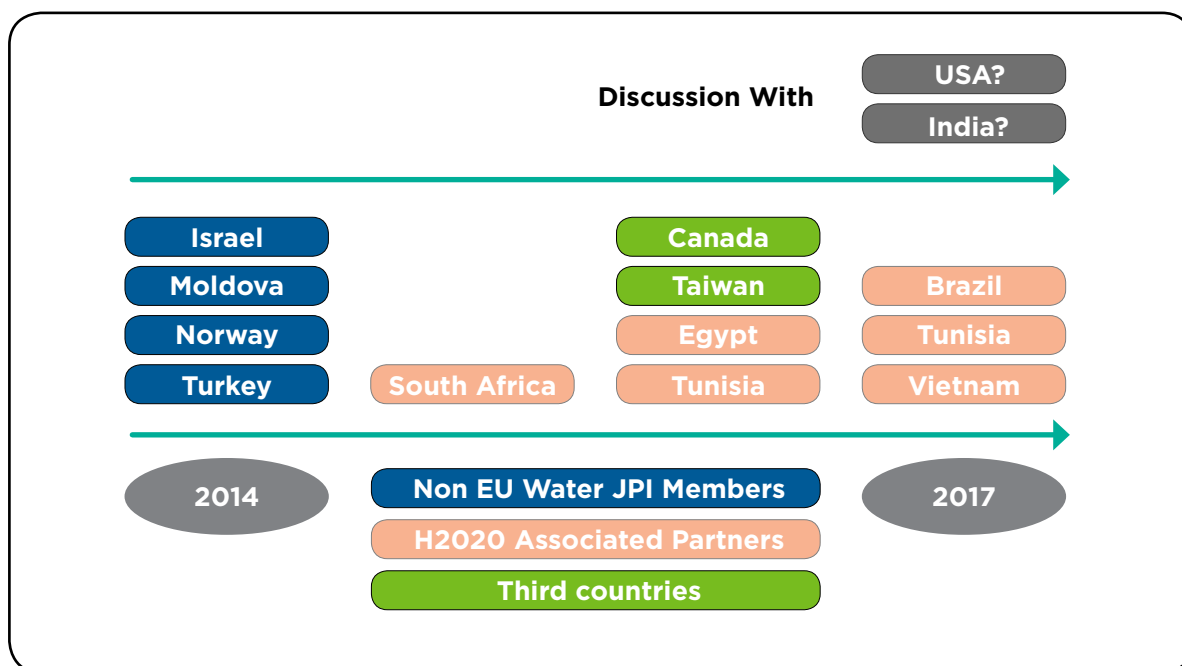 Discussion With
USA?
India?
Israel
Moldova
Norway
Turkey
South Africa
Canada
Taiwan
Egypt
Tunisia
Brazil
Tunisia
Vietnam
2014
Non EU Water JPI Members
H2020 Associated Partners
Third countries
2017